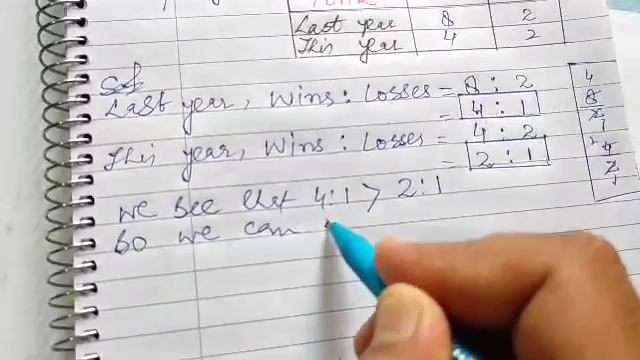 Last year 8 2
This year 4 2
Sol
Last year, Wins: Losses = 8 : 2
= 4 : 1
This year, Wins: Losses = 4 : 2
= 2 : 1
We see that 4:1 > 2:1
So we can
4
8
2
1
2
4
2
1